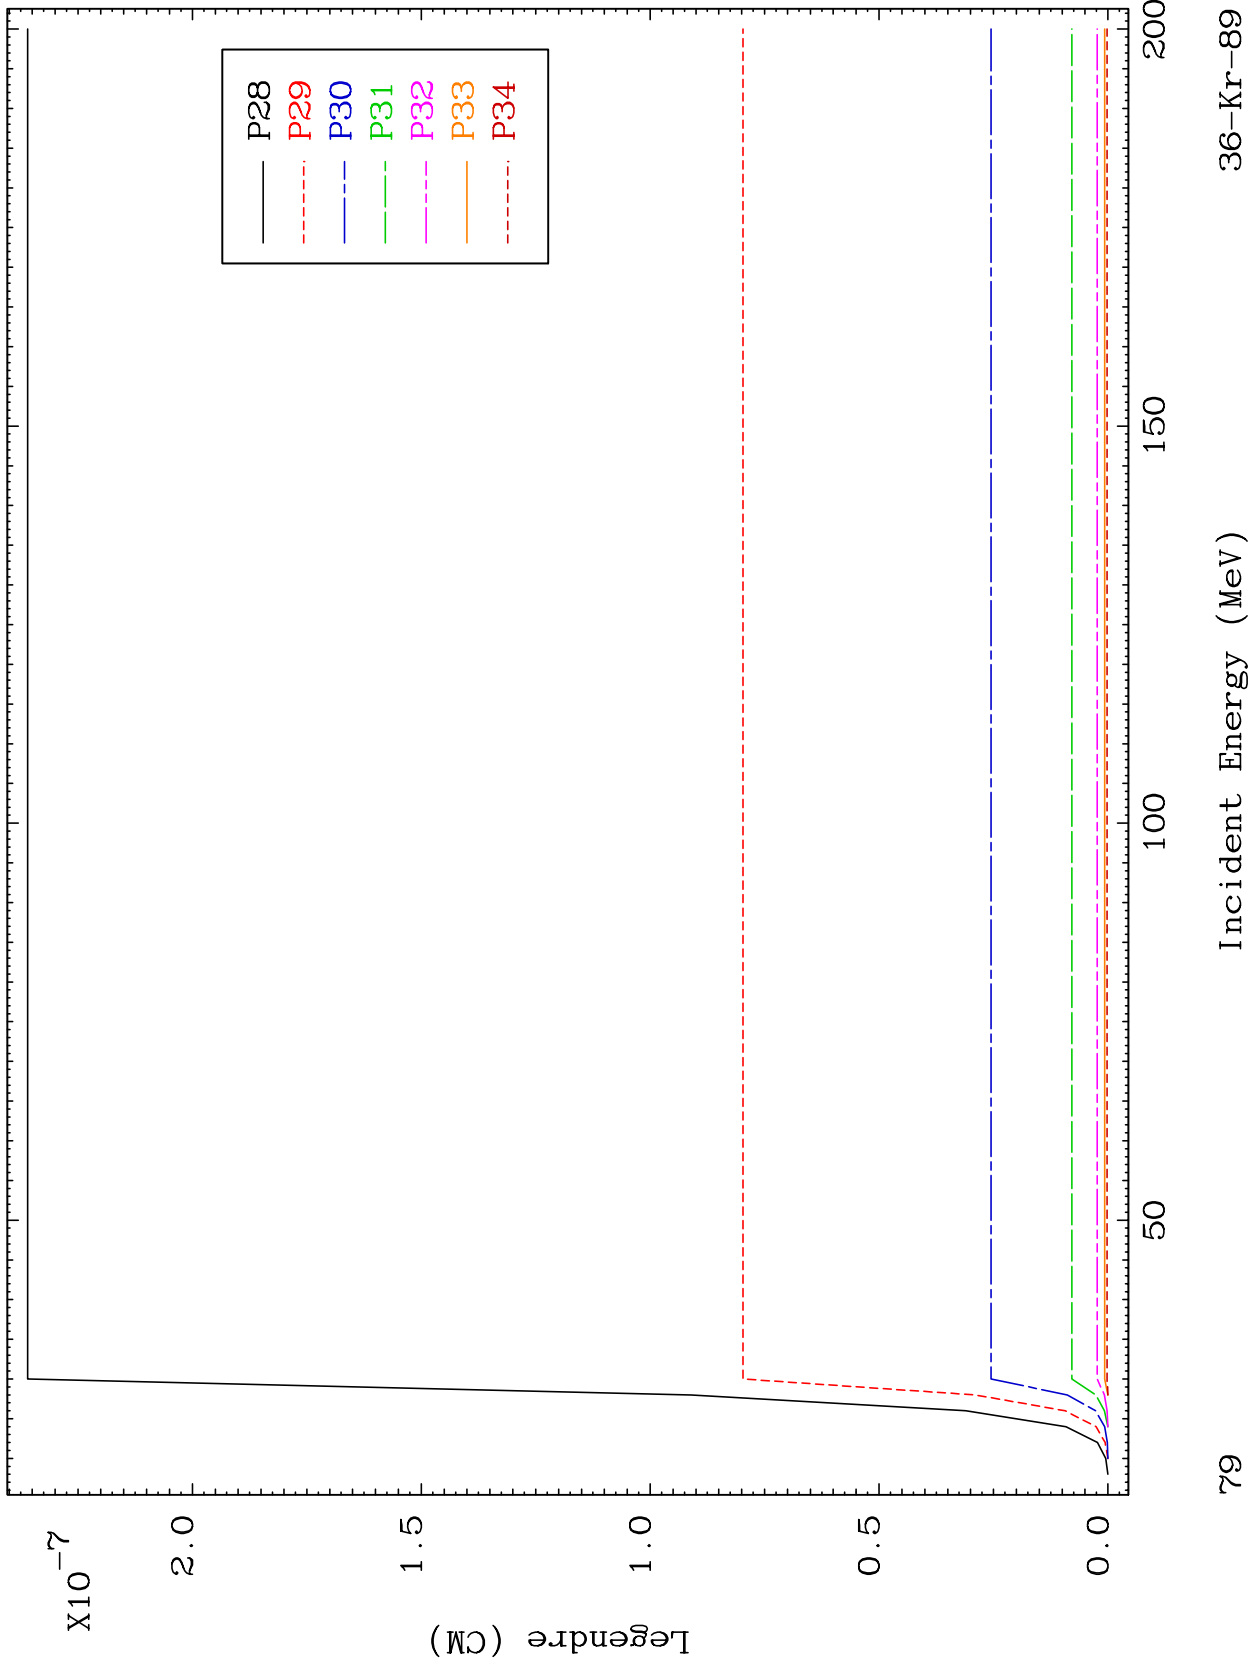 X10-7
2.0
1.5
1.0
0.5
0.0
Legendre (CM)
P28
P29
P30
P31
P32
P33
P34
50
100
150
200
Incident Energy (MeV)
79
36-Kr-89